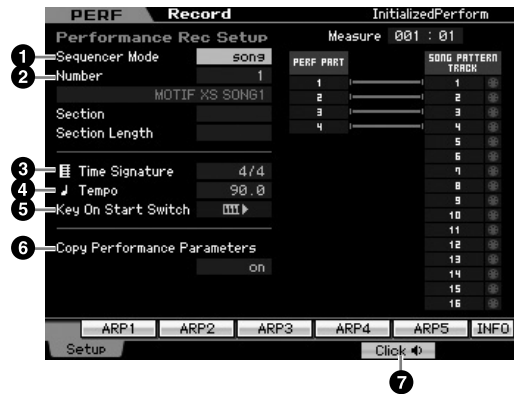 PERF Record InitializedPerform
Performance Rec Setup Measure 001 : 01
1 Sequencer Mode song
2 Number 1
MOTIF XS SONG1
Section
Section Length
3 Time Signature 4/4
4 Tempo 90.0
5 Key On Start Switch
6 Copy Performance Parameters
on
PERF PART SONG PATTERN TRACK
1 1
2 2
3 3
4 4
5
6
7
8
9
10
11
12
13
14
15
16
ARP1 ARP2 ARP3 ARP4 ARP5 INFO
Setup Click
7